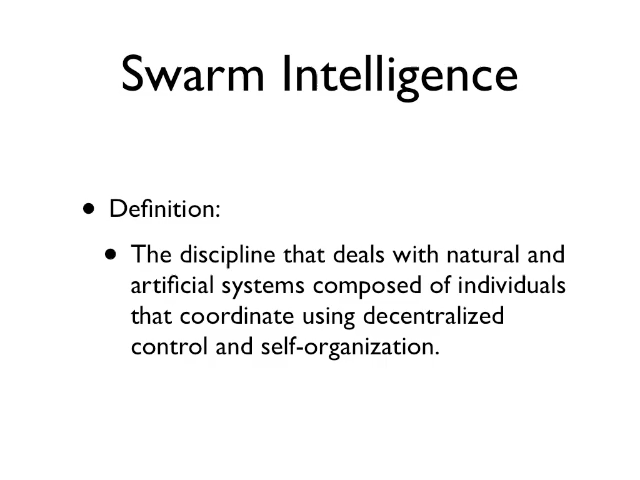 Swarm Intelligence
• Definition:
• The discipline that deals with natural and
artificial systems composed of individuals
that coordinate using decentralized
control and self-organization.